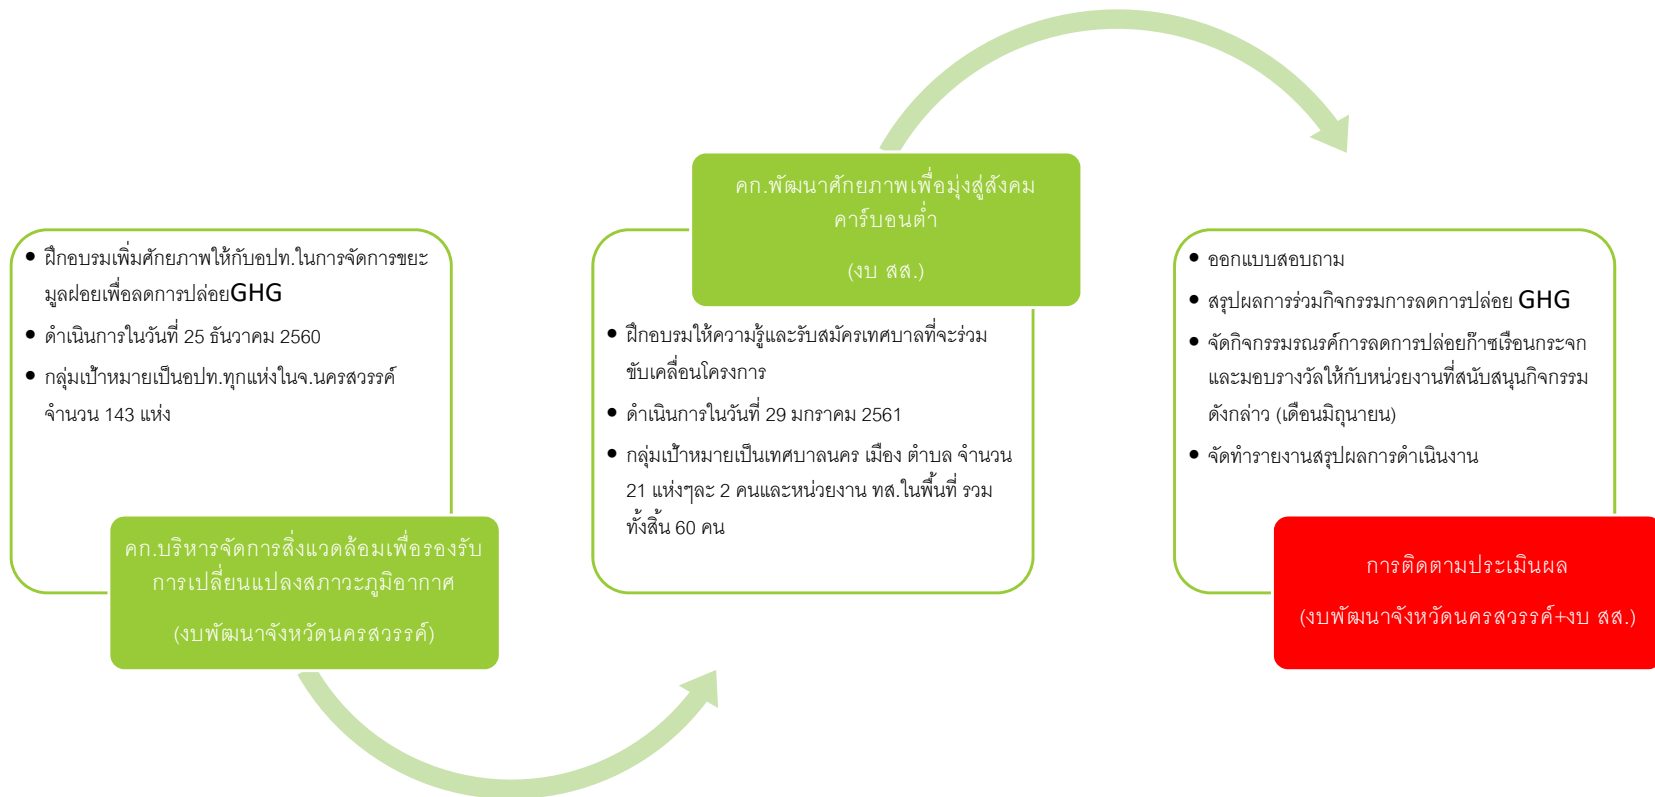 • ฝึกอบรมเพิ่มศักยภาพให้กับอปท.ในการจัดการขยะ
มูลฝอยเพื่อลดการปล่อยGHG
• ดำเนินการในวันที่ 25 ธันวาคม 2560
• กลุ่มเป้าหมายเป็นอปท.ทุกแห่งในจ.นครสวรรค์
จำนวน 143 แห่ง
คก.บริหารจัดการสิ่งแวดล้อมเพื่อรองรับ
การเปลี่ยนแปลงสภาวะภูมิอากาศ
(งบพัฒนาจังหวัดนครสวรรค์)
คก.พัฒนาศักยภาพเพื่อมุ่งสู่สังคม
คาร์บอนต่ำ
(งบ สส.)
• ฝึกอบรมให้ความรู้และรับสมัครเทศบาลที่จะร่วม
ขับเคลื่อนโครงการ
• ดำเนินการในวันที่ 29 มกราคม 2561
• กลุ่มเป้าหมายเป็นเทศบาลนคร เมือง ตำบล จำนวน
21 แห่งๆละ 2 คนและหน่วยงาน ทส.ในพื้นที่ รวม
ทั้งสิ้น 60 คน
• ออกแบบสอบถาม
• สรุปผลการร่วมกิจกรรมการลดการปล่อย GHG
• จัดกิจกรรมรณรค์การลดการปล่อยก๊าซเรือนกระจก
และมอบรางวัลให้กับหน่วยงานที่สนับสนุนกิจกรรม
ดังกล่าว (เดือนมิถุนายน)
• จัดทำรายงานสรุปผลการดำเนินงาน
การติดตามประเมินผล
(งบพัฒนาจังหวัดนครสวรรค์+งบ สส.)